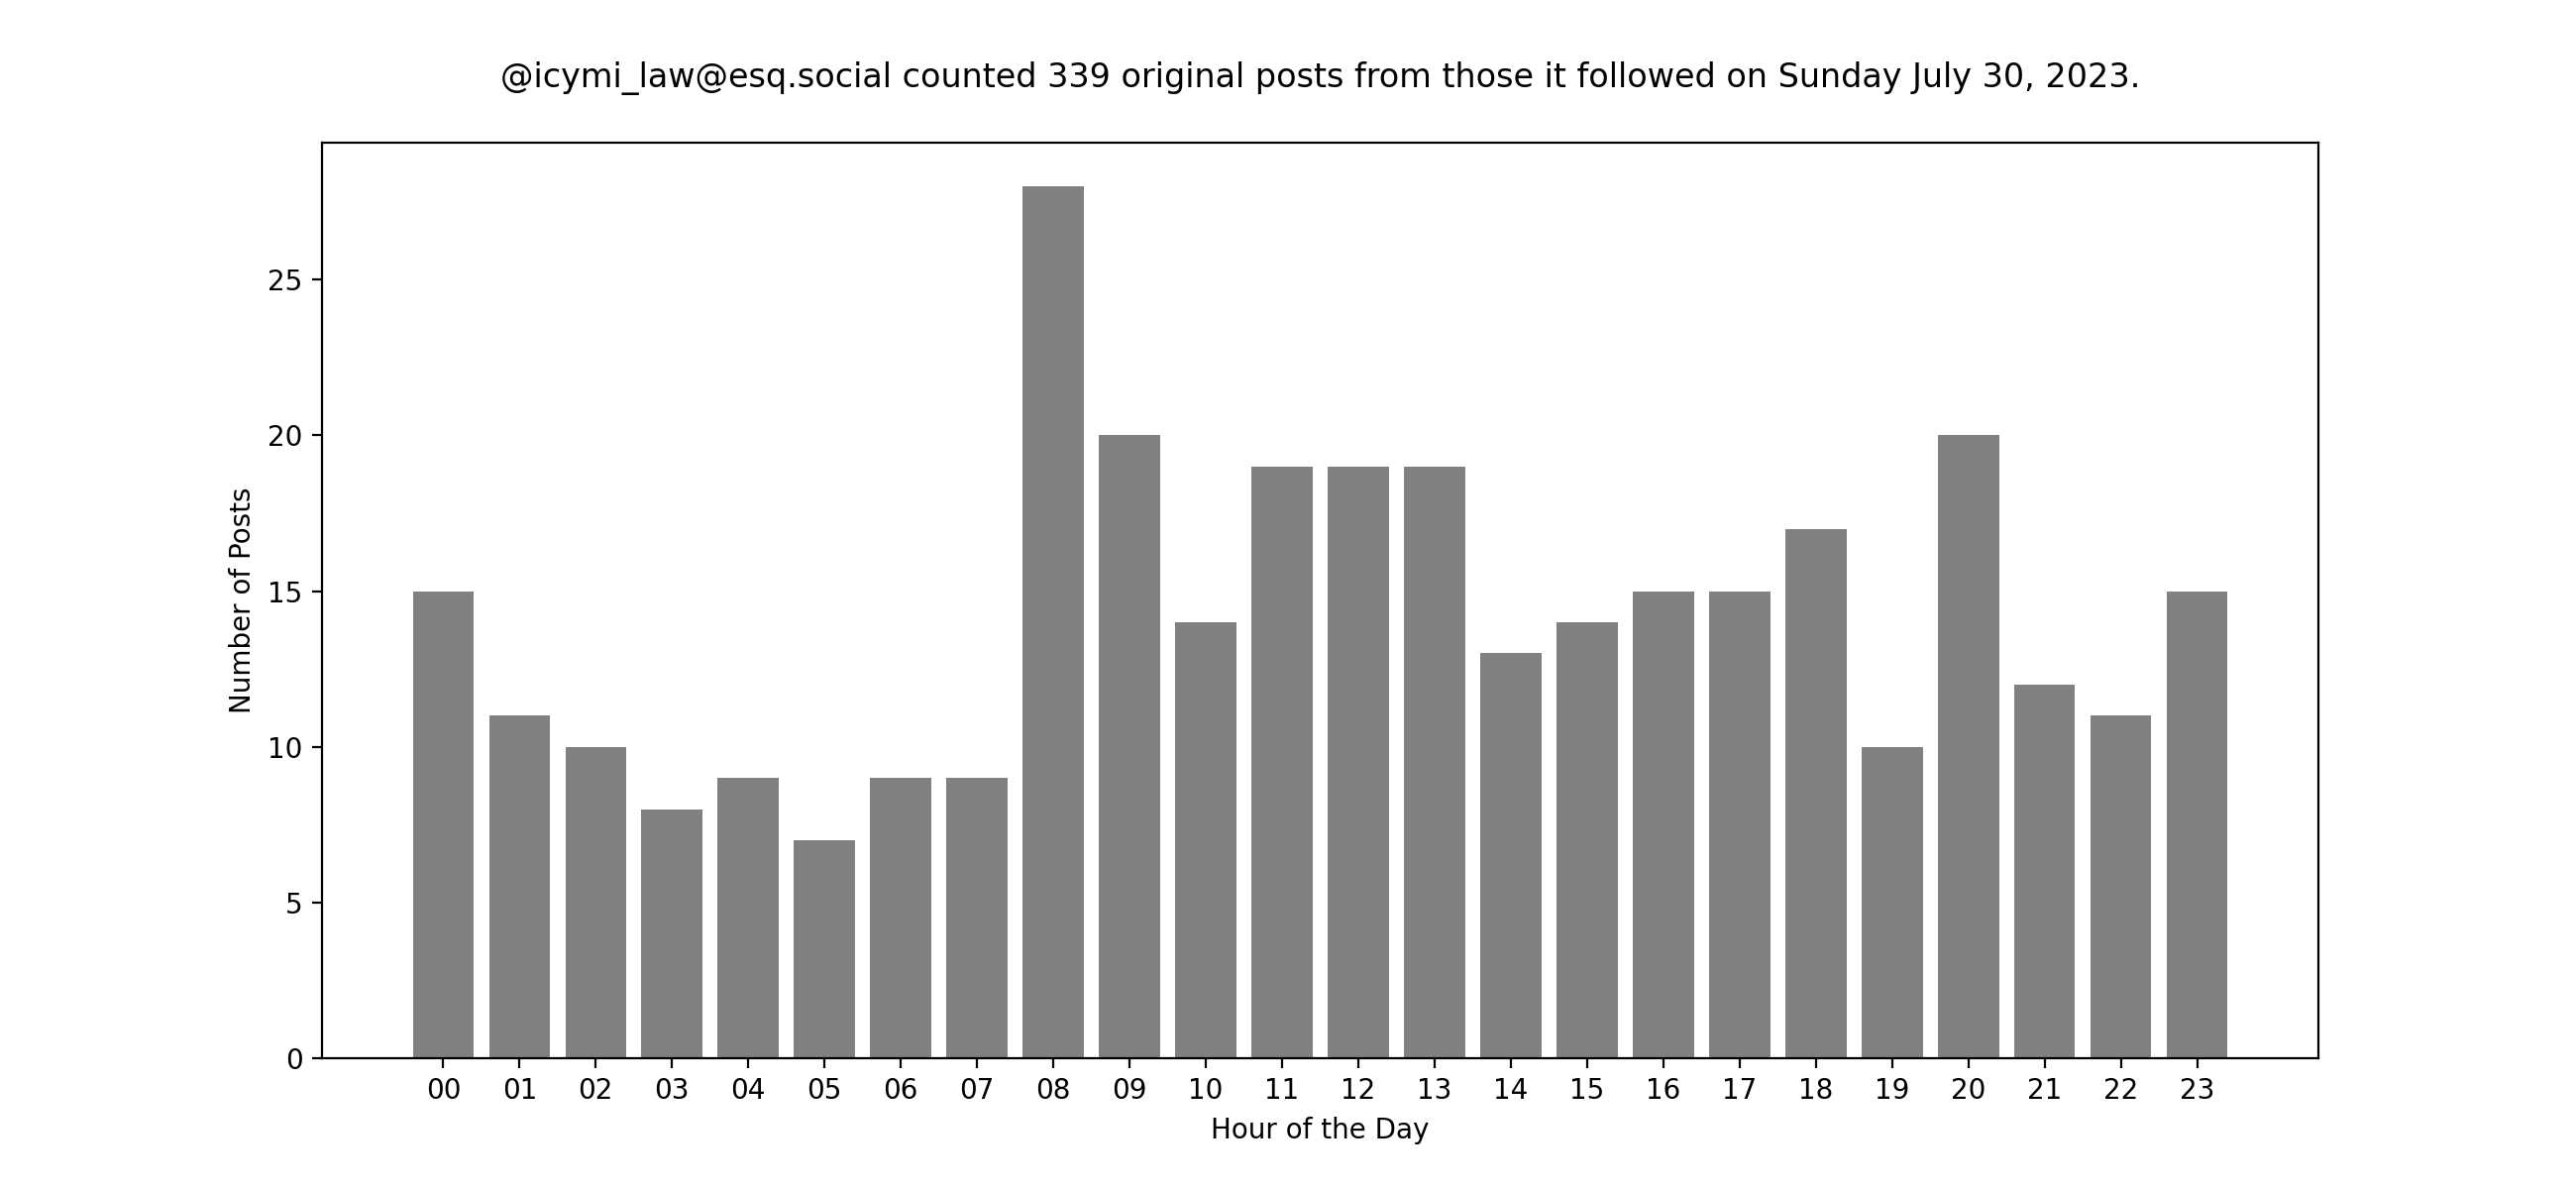 @icymi_law@esq.social counted 339 original posts from those it followed on Sunday July 30, 2023.
25
20
15
10
5
0
Number of Posts
00 01 02 03 04 05 06 07 08 09 10 11 12 13 14 15 16 17 18 19 20 21 22 23
Hour of the Day